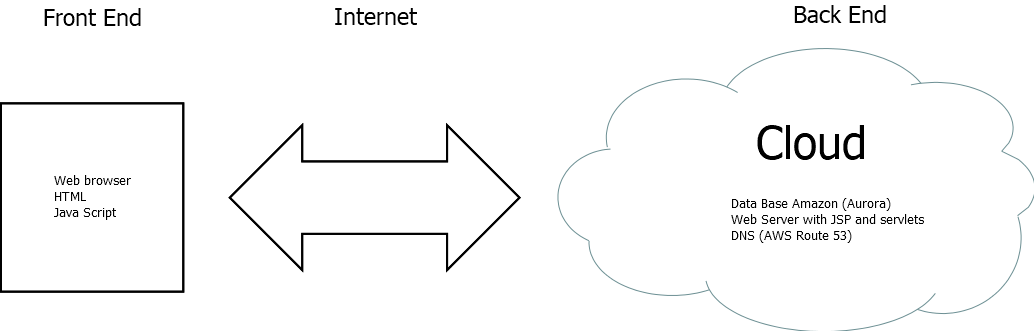 Front End
Internet
Back End
Web browser
HTML
Java Script
Cloud
Data Base Amazon (Aurora)
Web Server with JSP and servlets
DNS (AWS Route 53)